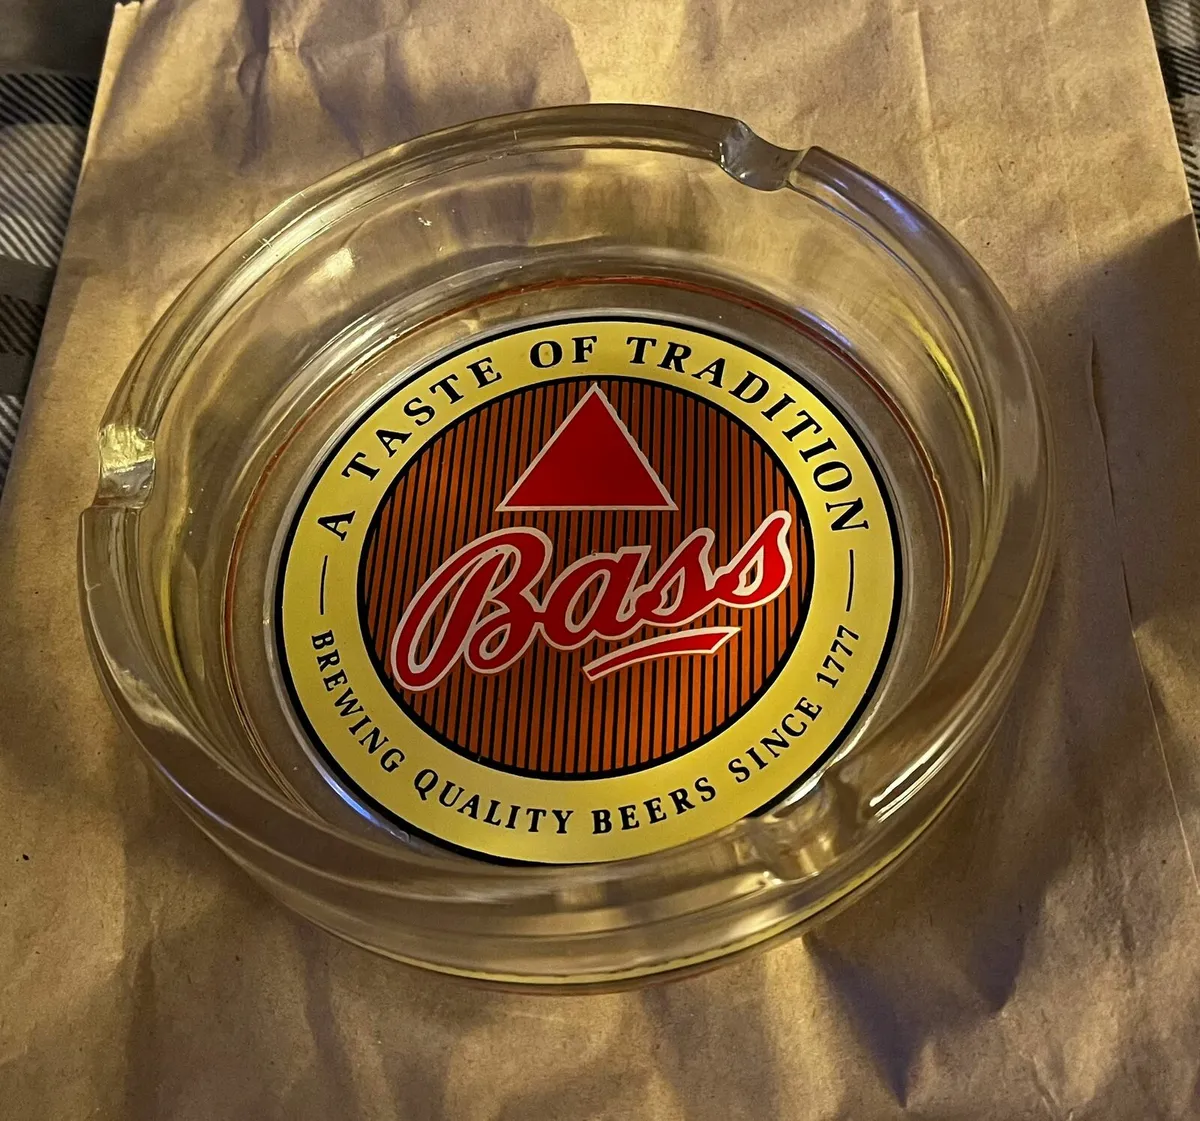 A TASTE OF TRADITION
Bass
BREWING QUALITY BEERS SINCE 1777